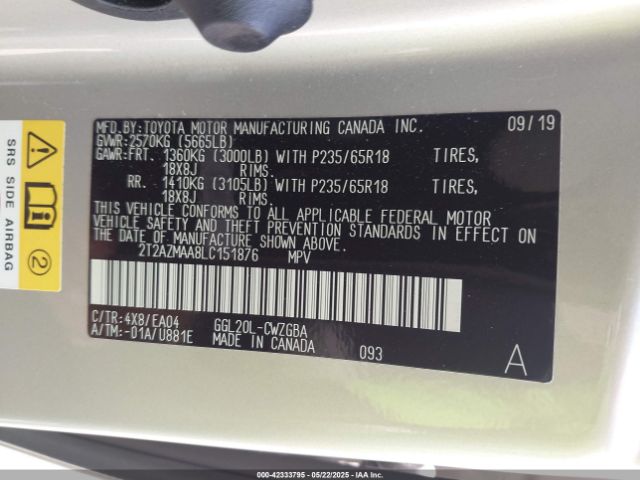 MFD.BY:TOYOTA MOTOR MANUFACTURING CANADA INC. 09/19
GVWR:2570KG (5665LB)
GAWR:FRT. 1360KG (3000LB) WITH P235/65R18 TIRES,
18X8J RIMS.
RR. 1410KG (3105LB) WITH P235/65R18 TIRES,
18X8J RIMS.
THIS VEHICLE CONFORMS TO ALL APPLICABLE FEDERAL MOTOR
VEHICLE SAFETY AND THEFT PREVENTION STANDARDS IN EFFECT ON
THE DATE OF MANUFACTURE SHOWN ABOVE.
2T2AZMAA8LC151876 MPV
C/TR:4X8/EA04 GGL20L-CWZGBA
A/TM:-01A/U881E MADE IN CANADA 093 A
SRS SIDE AIRBAG
2
000-42333795 - 05/22/2025 - IAAI.COM